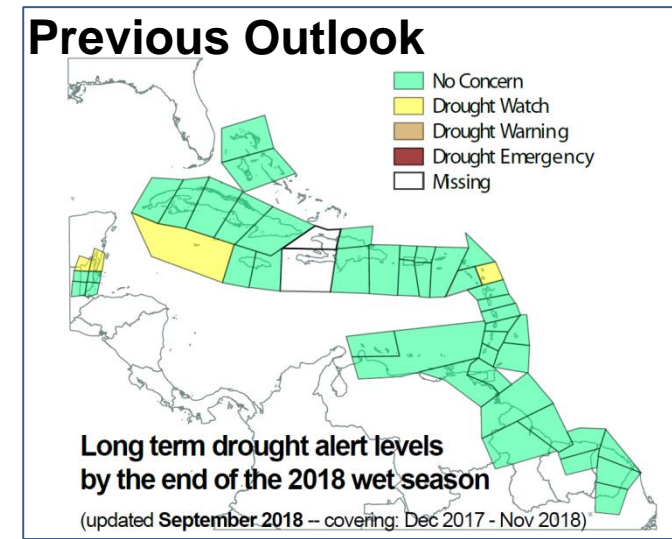 Previous Outlook
No Concern
Drought Watch
Drought Warning
Drought Emergency
Missing
Long term drought alert levels
by the end of the 2018 wet season
(updated September 2018 -- covering: Dec 2017 - Nov 2018)